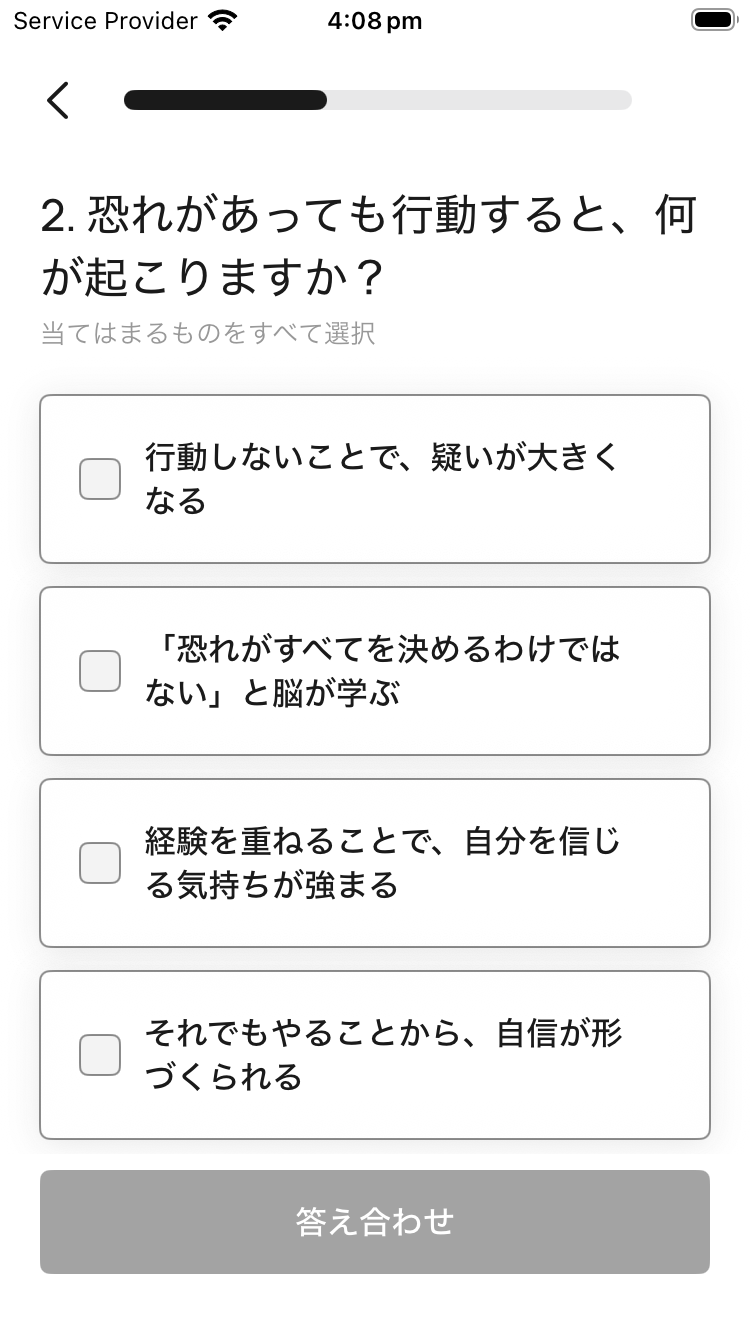 Service Provider 4:08 pm
2. 恐れがあっても行動すると、何
が起こりますか？
当てはまるものをすべて選択
行動しないことで、疑いが大きく
なる
「恐れがすべてを決めるわけでは
ない」と脳が学ぶ
経験を重ねることで、自分を信じ
る気持ちが強まる
それでもやることから、自信が形
づくられる
答え合わせ